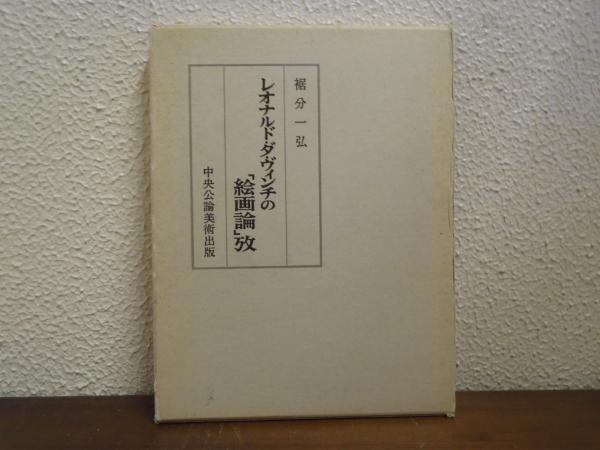 裾分一弘
レオナルド・ダ・ヴィンチの
「絵画論」攷
中央公論美術出版